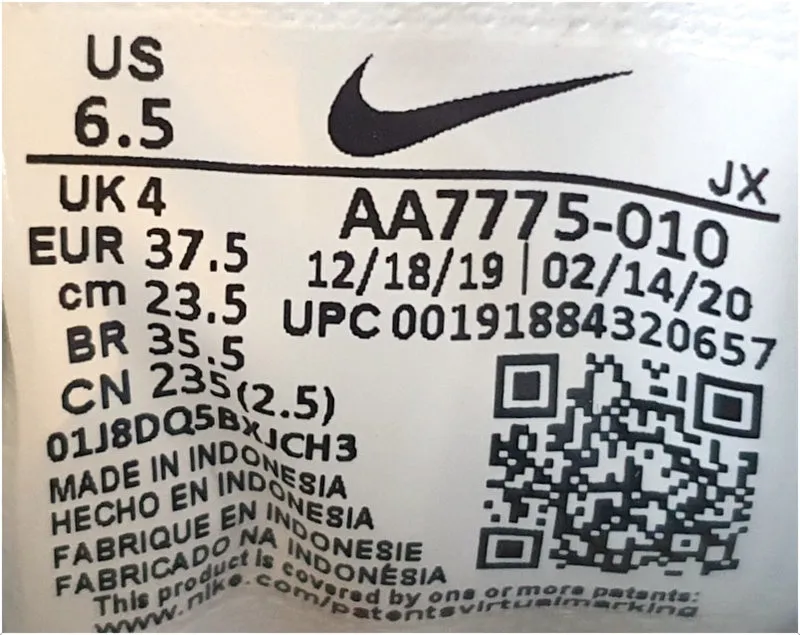 US
6.5
JX
UK 4
EUR 37.5
cm 23.5
BR 35.5
CN 235 (2.5)
AA7775-010
12/18/19 | 02/14/20
UPC 00191884320657
01J8DQ5BXJCH3
MADE IN INDONESIA
HECHO EN INDONESIA
FABRIQUE EN INDONESIE
FABRICADO NA INDONÉSIA
This product is covered by one or more patents:
www.nike.com/patentsvirtualmarking